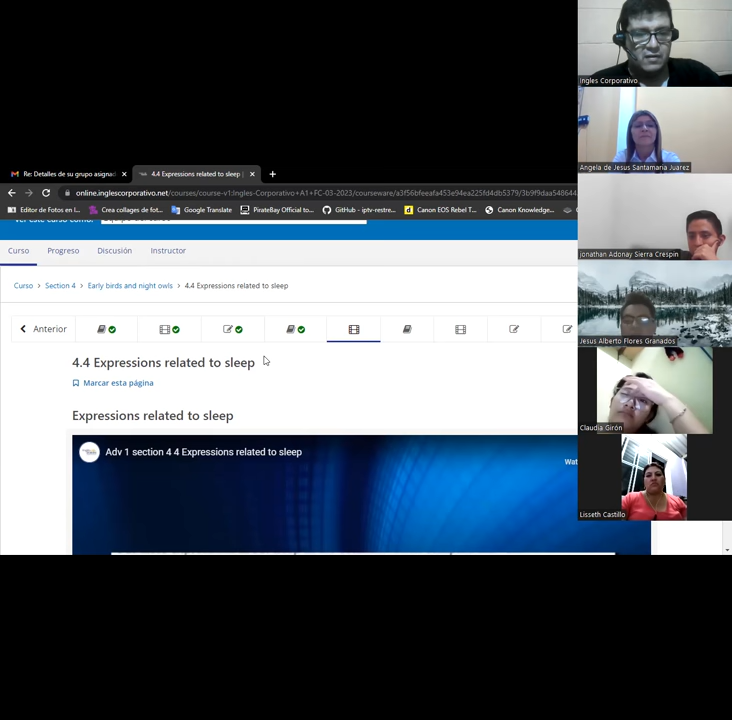 Re: Detalles de su grupo asignad
4.4 Expressions related to sleep |
online.inglescorporativo.net/courses/course-v1:Ingles-Corporativo+A1+FC-03-2023/courseware/a3f56bfeeafa453e94ea225fd4db5379/3b9f9daa548644
Editor de Fotos en l...
Crea collages de fot...
Google Translate
PirateBay Official to...
GitHub - iptv-restre...
Canon EOS Rebel T...
Canon Knowledge...
Curso
Progreso
Discusión
Instructor
Curso > Section 4 > Early birds and night owls > 4.4 Expressions related to sleep
Anterior
4.4 Expressions related to sleep
Marcar esta página
Expressions related to sleep
Adv 1 section 4 4 Expressions related to sleep
Wat
Ingles Corporativo
Angela de Jesus Santamaria Juarez
jonathan Adonay Sierra Crespin
Jesus Alberto Flores Granados
Claudia Girón
Lisseth Castillo